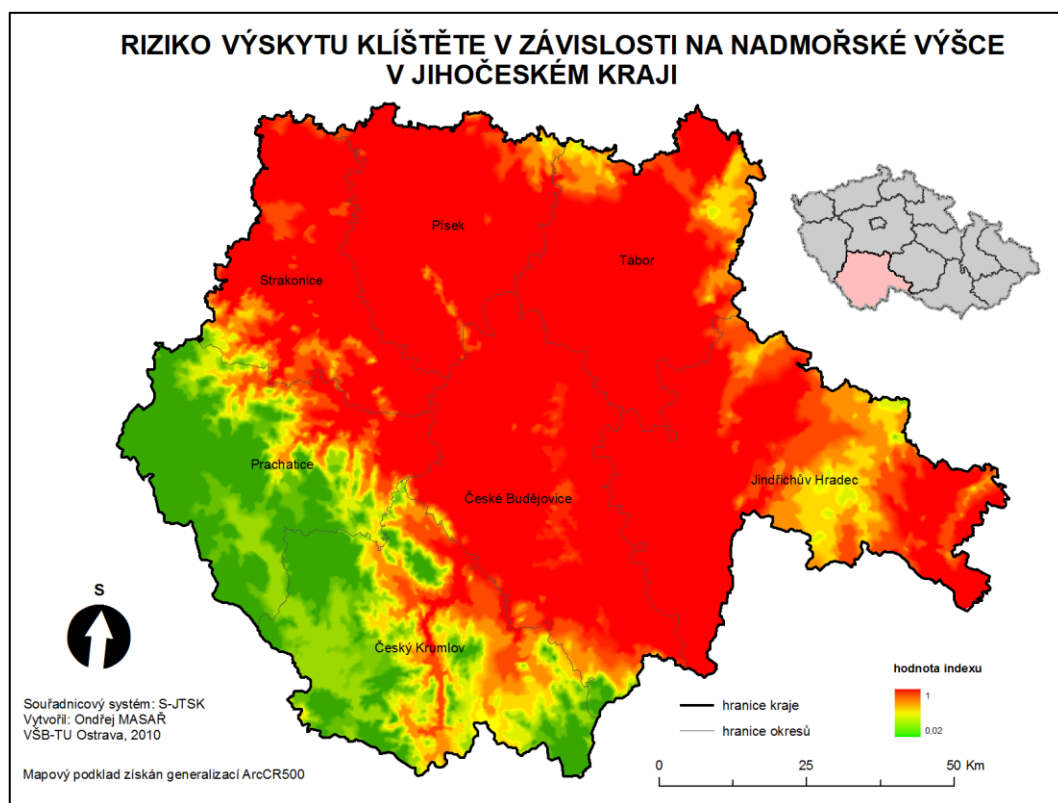 RIZIKO VÝSKYTU KLÍŠTĚTE V ZÁVISLOSTI NA NADMOŘSKÉ VÝŠCE
V JIHOČESKÉM KRAJI
Písek
Tábor
Strakonice
Prachatice
Jindřichův Hradec
České Budějovice
Český Krumlov
S
Souřadnicový systém: S-JTSK
Vytvořil: Ondřej MASAŘ
VŠB-TU Ostrava, 2010
Mapový podklad získán generalizací ArcCR500
hranice kraje
hranice okresů
hodnota indexu
1
0,02
0 25 50 Km